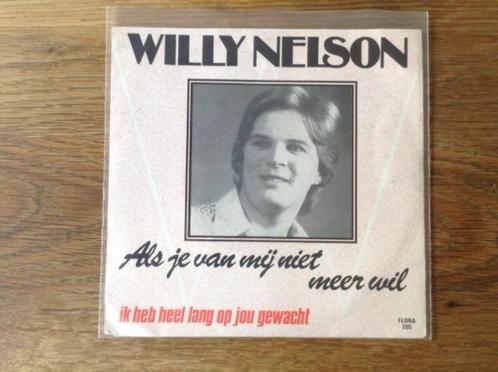 WILLY NELSON
Als je van mij niet
meer wil
ik heb heel lang op jou gewacht
FLORA
205